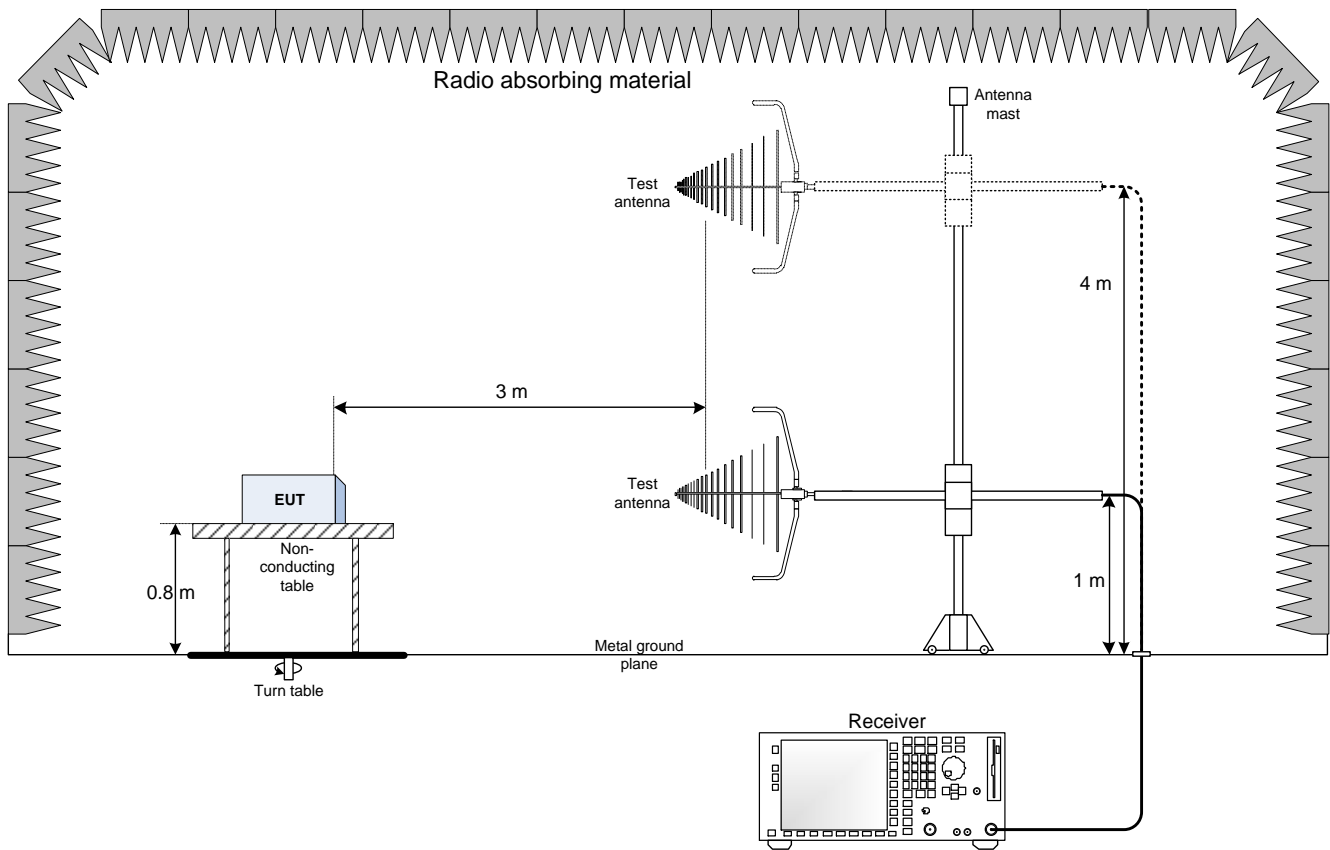 Radio absorbing material
Antenna
mast
Test
antenna
4 m
3 m
Test
antenna
EUT
Non-
conducting
table
0.8 m
1 m
Metal ground
plane
Turn table
Receiver